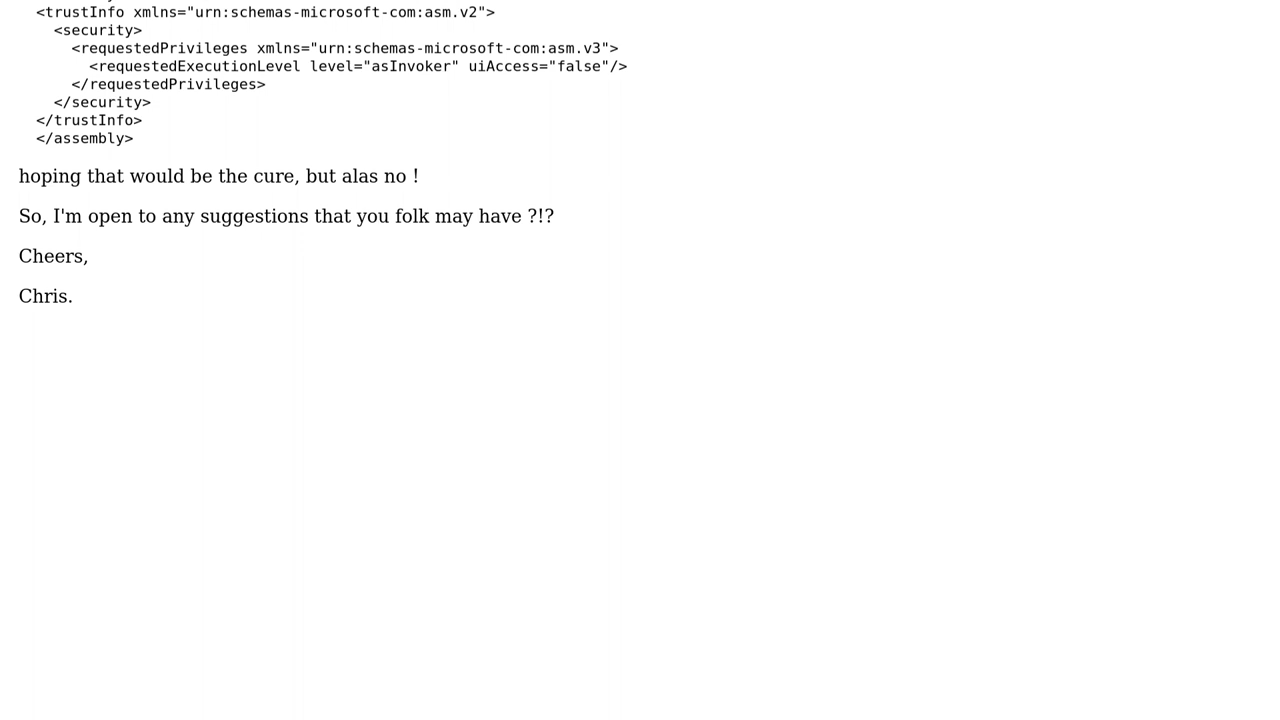 <trustInfo xmlns="urn:schemas-microsoft-com:asm.v2">
<security>
<requestedPrivileges xmlns="urn:schemas-microsoft-com:asm.v3">
<requestedExecutionLevel level="asInvoker" uiAccess="false"/>
</requestedPrivileges>
</security>
</trustInfo>
</assembly>
hoping that would be the cure, but alas no !
So, I'm open to any suggestions that you folk may have ?!?
Cheers,
Chris.